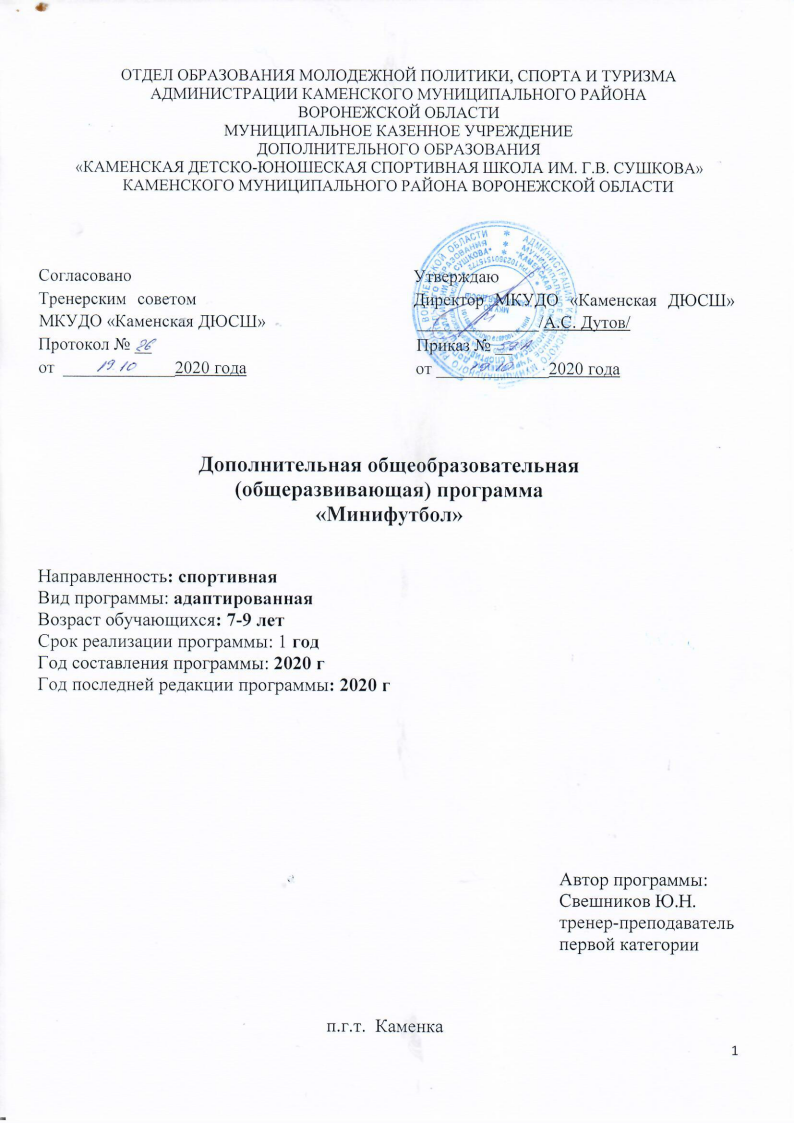 ОТДЕЛ ОБРАЗОВАНИЯ МОЛОДЕЖНОЙ ПОЛИТИКИ, СПОРТА И ТУРИЗМА
АДМИНИСТРАЦИИ КАМЕНСКОГО МУНИЦИПАЛЬНОГО РАЙОНА
ВОРОНЕЖСКОЙ ОБЛАСТИ
МУНИЦИПАЛЬНОЕ КАЗЕННОЕ УЧРЕЖДЕНИЕ
ДОПОЛНИТЕЛЬНОГО ОБРАЗОВАНИЯ
«КАМЕНСКАЯ ДЕТСКО-ЮНОШЕСКАЯ СПОРТИВНАЯ ШКОЛА ИМ. Г.В. СУШКОВА»
КАМЕНСКОГО МУНИЦИПАЛЬНОГО РАЙОНА ВОРОНЕЖСКОЙ ОБЛАСТИ
Согласовано
Тренерским советом
МКУДО «Каменская ДЮСШ»
Протокол № 86
от 19.10 2020 года
Утверждаю
Директор МКУДО «Каменская ДЮСШ»
/А.С. Дутов/
Приказ №
от 19.10 2020 года
Дополнительная общеобразовательная
(общеразвивающая) программа
«Минифутбол»
Направленность: спортивная
Вид программы: адаптированная
Возраст обучающихся: 7-9 лет
Срок реализации программы: 1 год
Год составления программы: 2020 г
Год последней редакции программы: 2020 г
Автор программы:
Свешников Ю.Н.
тренер-преподаватель
первой категории
п.г.т. Каменка
1